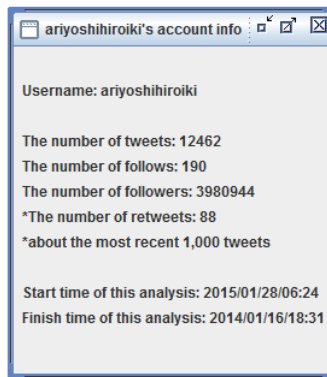 ariyoshihiroiki's account info
Username: ariyoshihiroiki
The number of tweets: 12462
The number of follows: 190
The number of followers: 3980944
*The number of retweets: 88
*about the most recent 1,000 tweets
Start time of this analysis: 2015/01/28/06:24
Finish time of this analysis: 2014/01/16/18:31